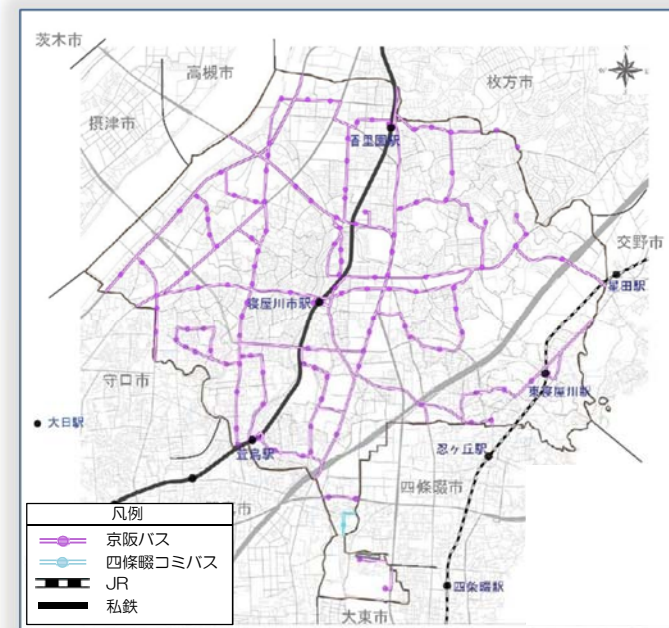 茨木市
高槻市
枚方市
N
W
E
摂津市
香里園駅
交野市
星田駅
寝屋川市駅
守口市
東寝屋川駅
大日駅
萱島駅
忍ヶ丘駅
四條畷市
市
凡例
京阪バス
四條畷コミバス
JR
私鉄
四条畷駅
大東市